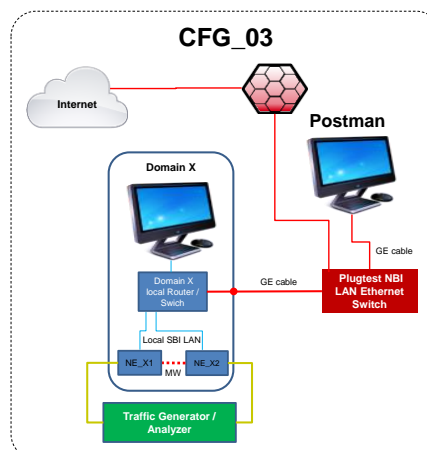 CFG_03
Internet
Postman
Domain X
GE cable
Domain X
local Router /
Swich
GE cable
Plugtest NBI
LAN Ethernet
Switch
Local SBI LAN
NE_X1
MW
NE_X2
Traffic Generator /
Analyzer